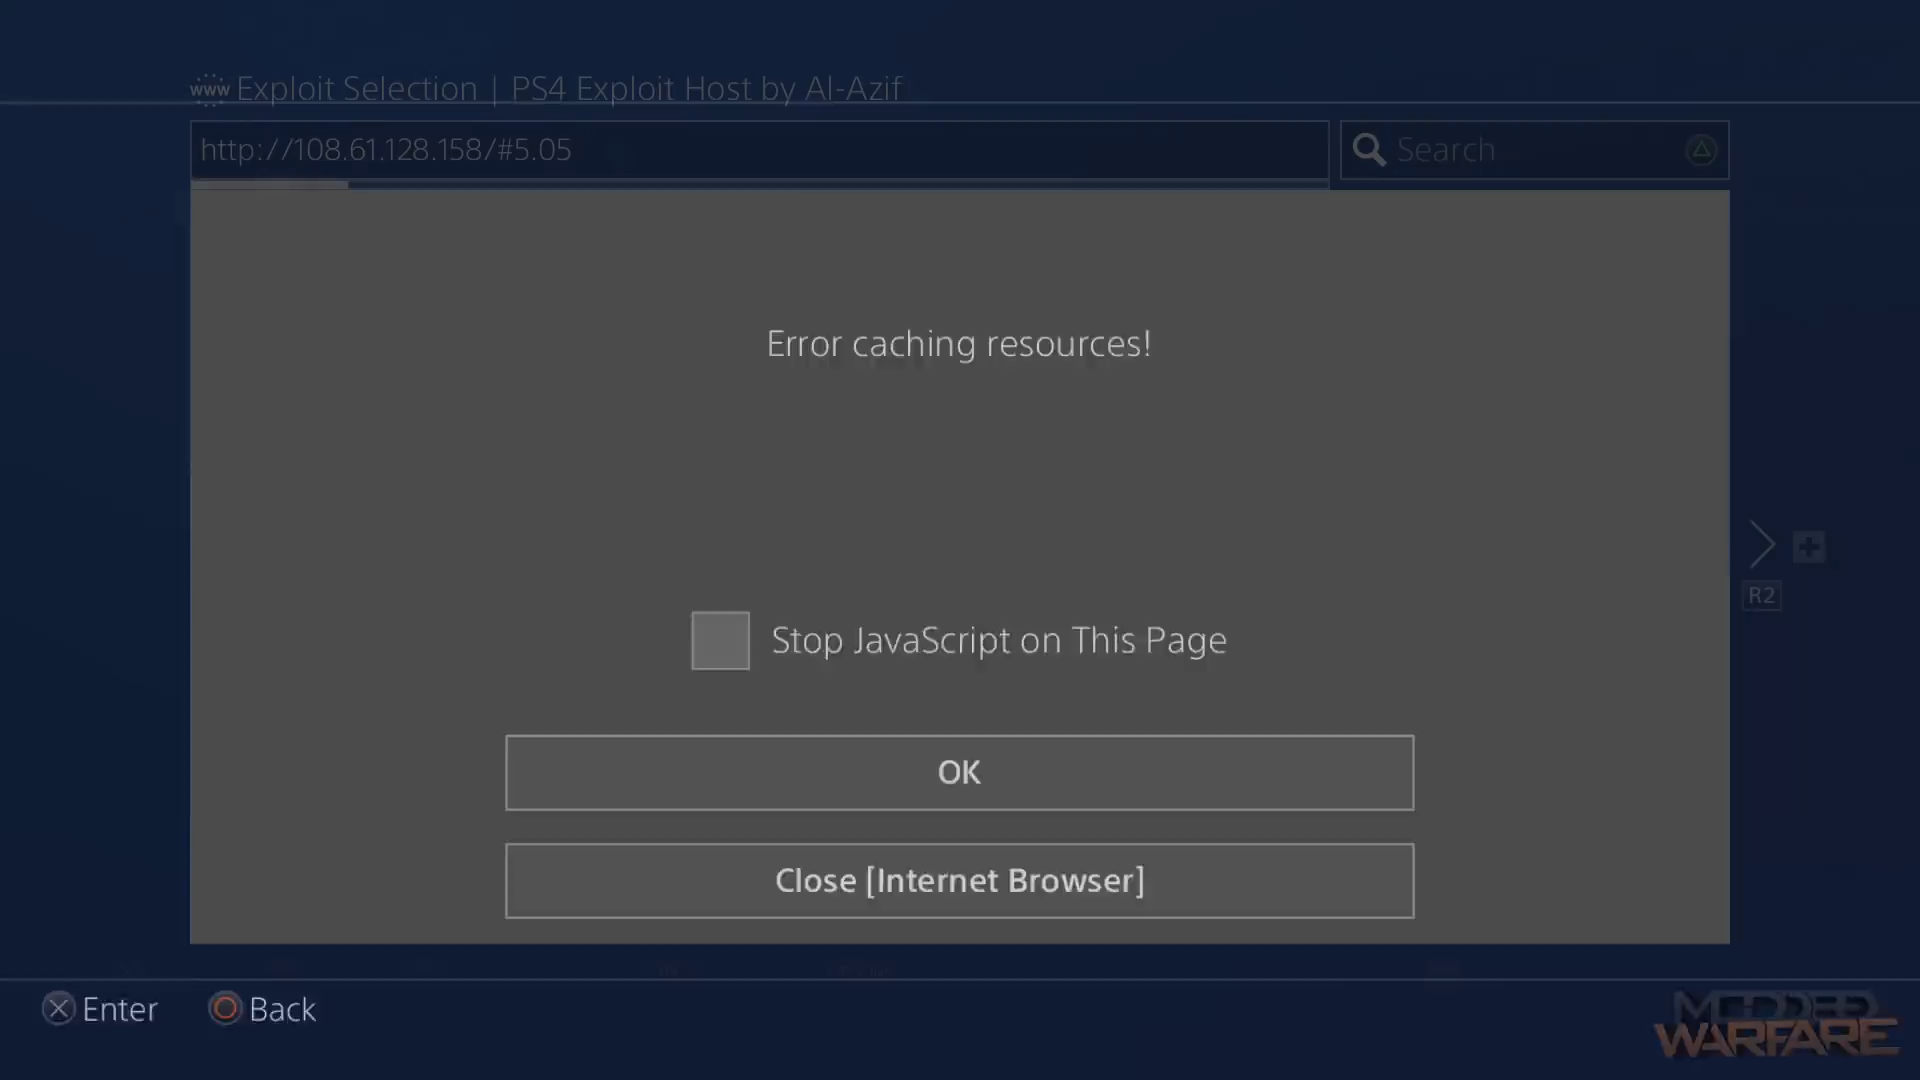 www Exploit Selection | PS4 Exploit Host by Al-Azif
http://108.61.128.158/#5.05
Search
Error caching resources!
R2
Stop JavaScript on This Page
OK
Close [Internet Browser]
Enter
Back
MODDED
WARFARE